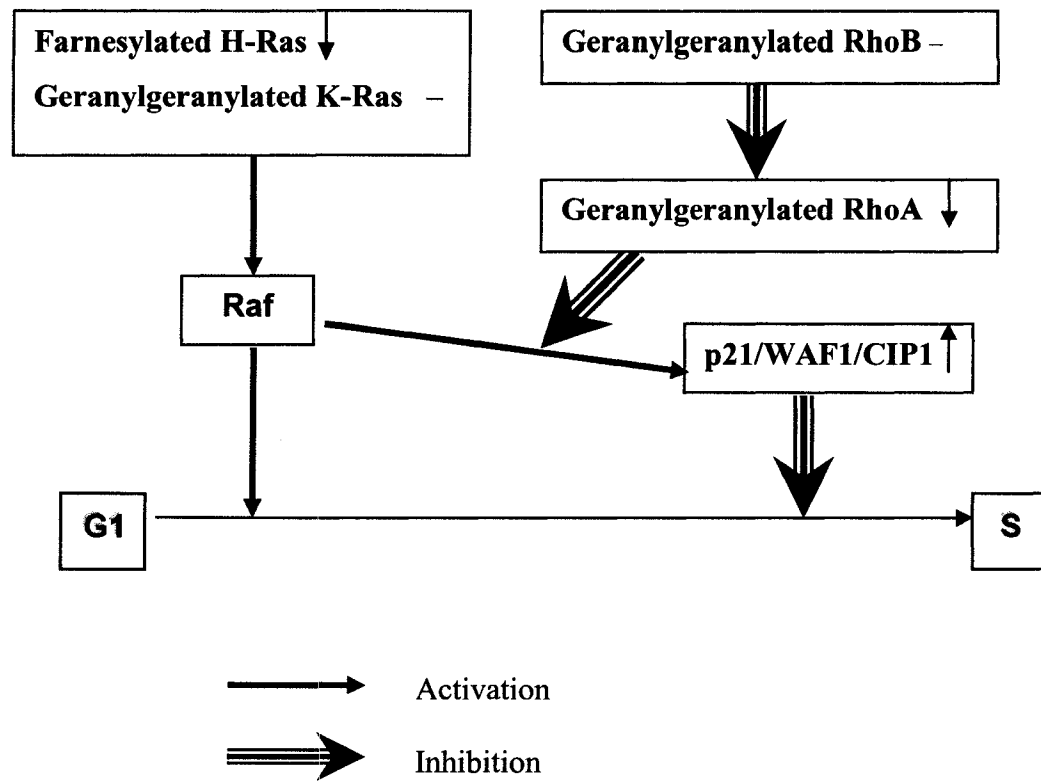 Farnesylated H-Ras ↓
Geranylgeranylated K-Ras –
Geranylgeranylated RhoB –
Geranylgeranylated RhoA ↓
Raf
p21/WAF1/CIP1 ↑
G1
S
Activation
Inhibition